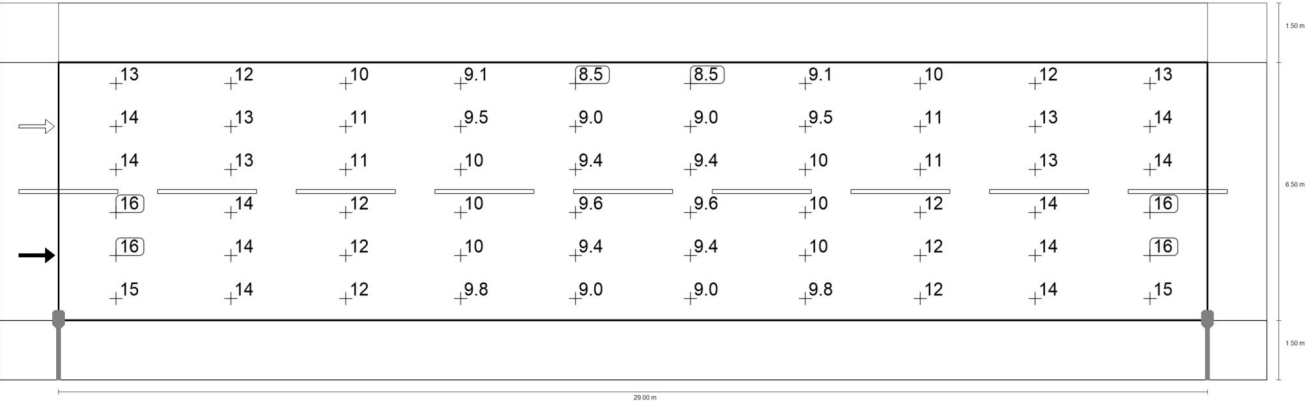 1.50 m
13 12 10 9.1 8.5 8.5 9.1 10 12 13
14 13 11 9.5 9.0 9.0 9.5 11 13 14
14 13 11 10 9.4 9.4 10 11 13 14
6.50 m
16 14 12 10 9.6 9.6 10 12 14 16
16 14 12 10 9.4 9.4 10 12 14 16
15 14 12 9.8 9.0 9.0 9.8 12 14 15
1.50 m
29.00 m